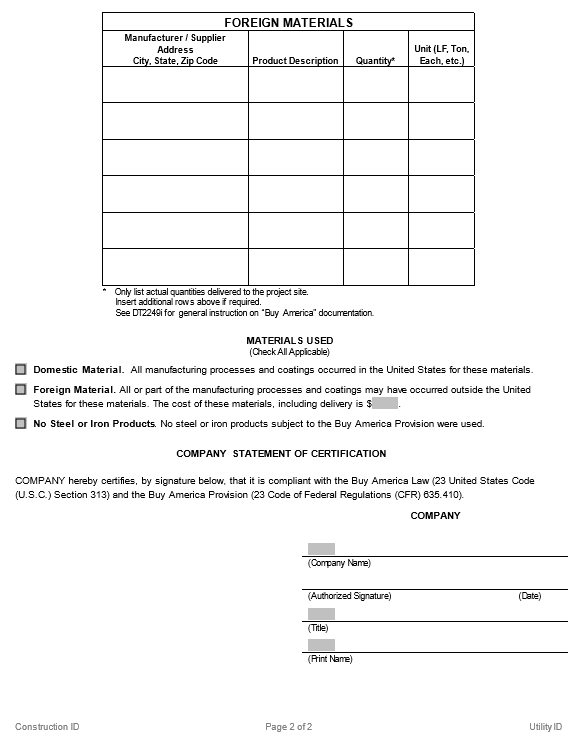 FOREIGN MATERIALS
Manufacturer / Supplier
Address
City, State, Zip Code
Product Description
Quantity*
Unit (LF, Ton,
Each, etc.)
* Only list actual quantities delivered to the project site.
Insert additional rows above if required.
See DT2249i for general instruction on “Buy America” documentation.
MATERIALS USED
(Check All Applicable)
Domestic Material. All manufacturing processes and coatings occurred in the United States for these materials.
Foreign Material. All or part of the manufacturing processes and coatings may have occurred outside the United
States for these materials. The cost of these materials, including delivery is $ .
No Steel or Iron Products. No steel or iron products subject to the Buy America Provision were used.
COMPANY STATEMENT OF CERTIFICATION
COMPANY hereby certifies, by signature below, that it is compliant with the Buy America Law (23 United States Code
(U.S.C.) Section 313) and the Buy America Provision (23 Code of Federal Regulations (CFR) 635.410).
COMPANY
(Company Name)
(Authorized Signature) (Date)
(Title)
(Print Name)
Construction ID Page 2 of 2 Utility ID